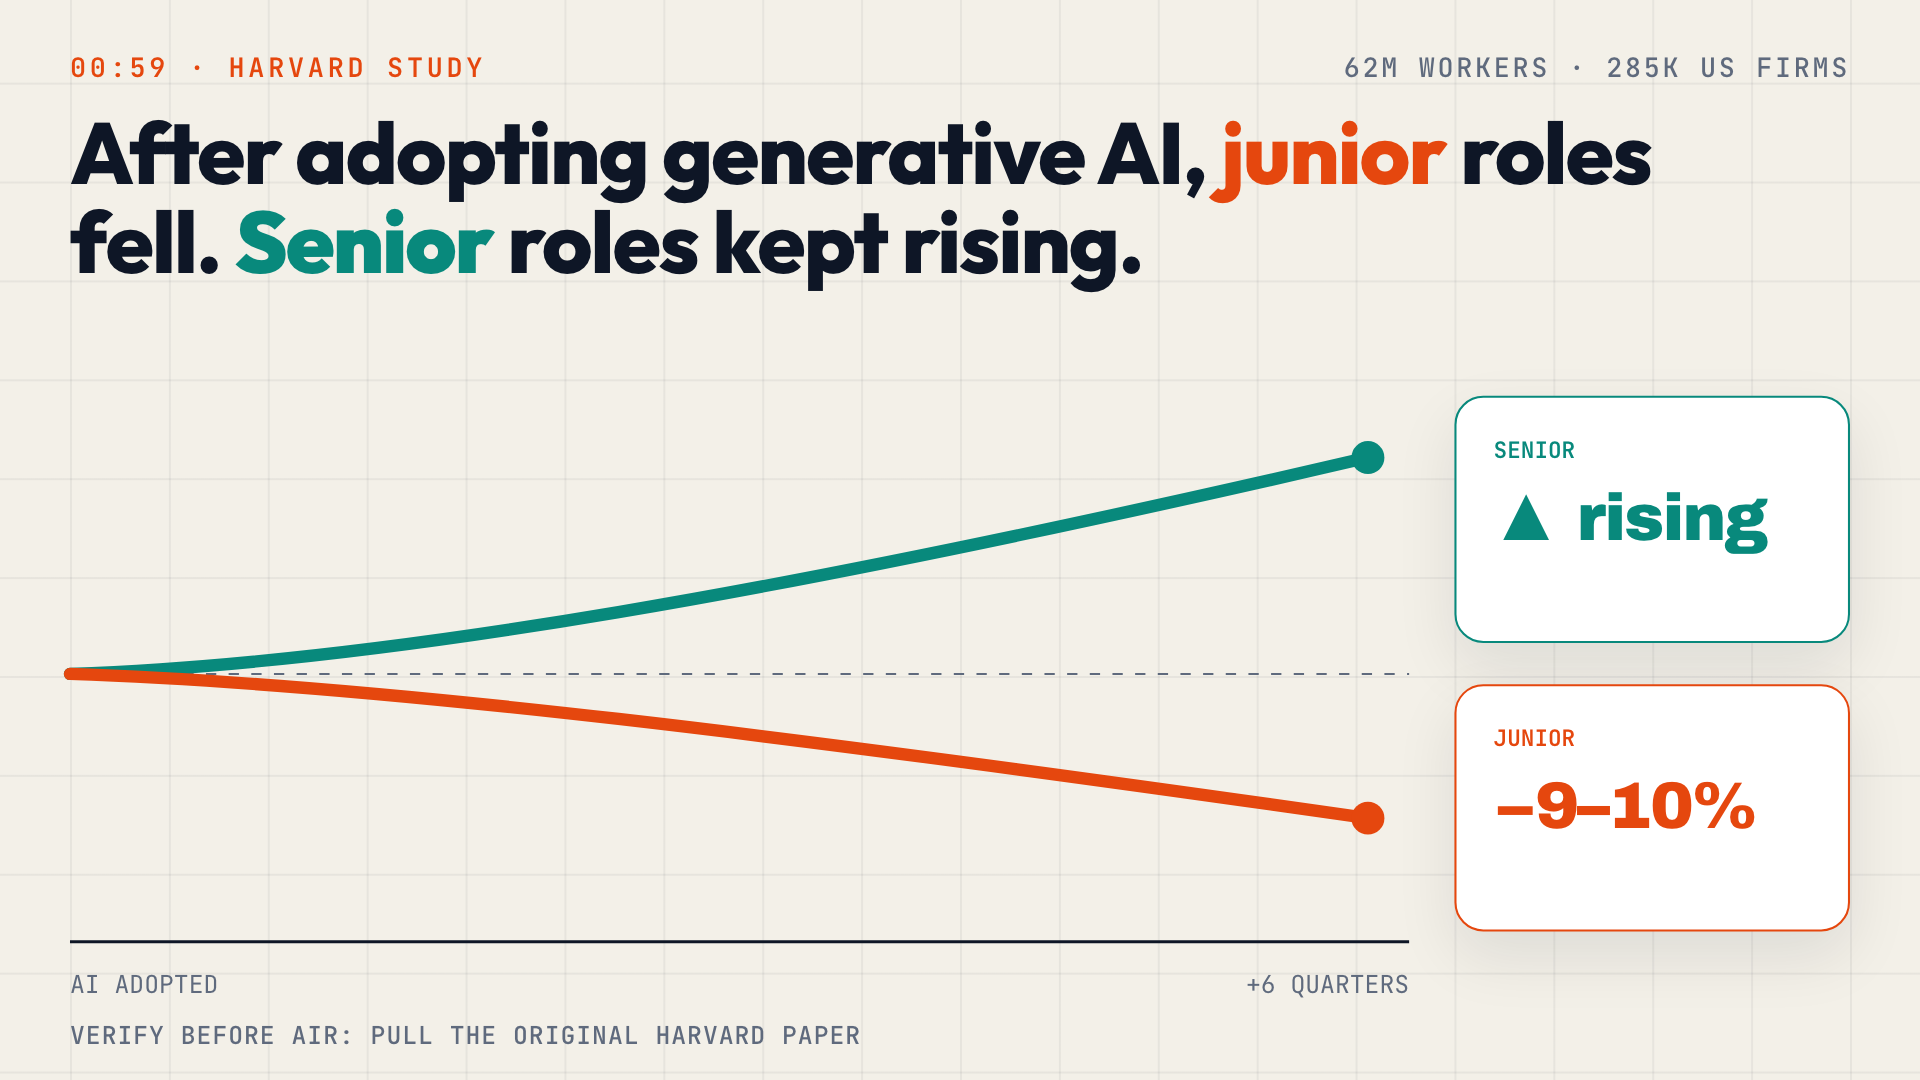 00:59 · HARVARD STUDY
62M WORKERS · 285K US FIRMS
After adopting generative AI, junior roles
fell. Senior roles kept rising.
SENIOR
▲ rising
JUNIOR
–9–10%
AI ADOPTED
+6 QUARTERS
VERIFY BEFORE AIR: PULL THE ORIGINAL HARVARD PAPER